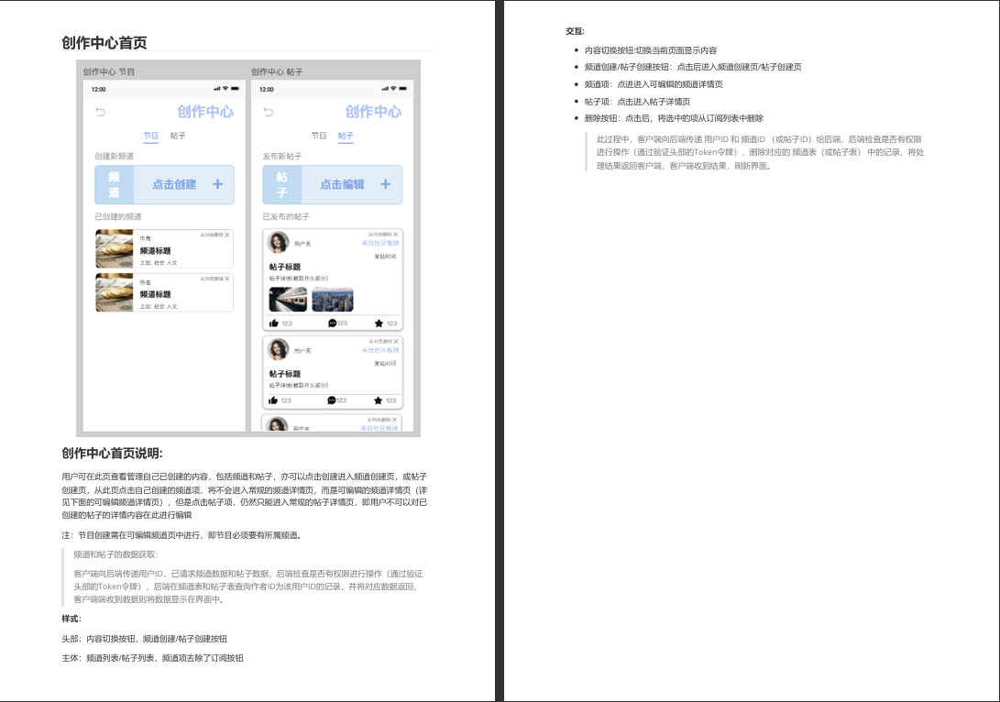 创作中心首页
创作中心 节目
12:00
创作中心
节目 帖子
创建新频道
频
道
点击创建 +
已创建的频道
作者
从列表删除 ×
频道标题
主题: 社会 人文
作者
从列表删除 ×
频道标题
主题: 社会 人文
创作中心 帖子
12:00
创作中心
节目 帖子
发布新帖子
帖
子
点击编辑 +
已发布的帖子
从列表删除 ×
用户名
来自社区板块
发帖时间
帖子标题
帖子详情(截取开头部分)
123 123 123
从列表删除 ×
用户名
来自社区板块
发帖时间
帖子标题
帖子详情(截取开头部分)
123 123 123
从列表删除 ×
用户名
来自社区板块
创作中心首页说明:
用户可在此页查看管理自己已创建的内容，包括频道和帖子，亦可以点击创建进入频道创建页，或帖子
创建页，从此页点击自己创建的频道项，将不会进入常规的频道详情页，而是可编辑的频道详情页（详
见下面的可编辑频道详情页），但是点击帖子项，仍然只能进入常规的帖子详情页，即用户不可以对已
创建的帖子的详情内容在此进行编辑
注：节目创建需在可编辑频道页中进行，即节目必须要有所属频道。
频道和帖子的数据获取：
客户端向后端传递用户ID，已请求频道数据和帖子数据，后端检查是否有权限进行操作（通过验证
头部的Token令牌），后端在频道表和帖子表查询作者ID为该用户ID的记录，并将对应数据返回，
客户端端收到数据则将数据显示在界面中。
样式：
头部：内容切换按钮，频道创建/帖子创建按钮
主体：频道列表/帖子列表，频道项去除了订阅按钮
交互:
• 内容切换按钮:切换当前页面显示内容
• 频道创建/帖子创建按钮：点击后进入频道创建页/帖子创建页
• 频道项：点进进入可编辑的频道详情页
• 帖子项：点击进入帖子详情页
• 删除按钮：点击后，将选中的项从订阅列表中删除
此过程中，客户端向后端传递 用户ID 和 频道ID （或帖子ID）给后端，后端检查是否有权限
进行操作（通过验证头部的Token令牌），删除对应的 频道表（或帖子表） 中的记录，将处
理结果返回客户端，客户端收到结果，刷新界面。